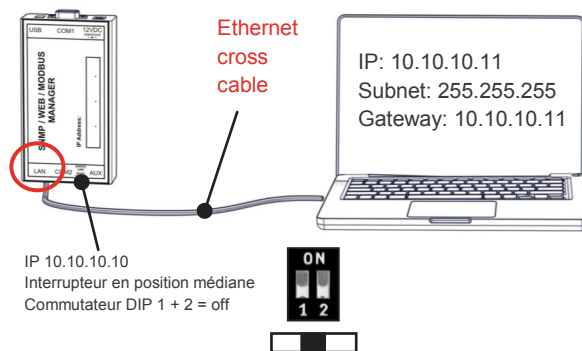 USB COM1 12VDC
SNMP / WEB / MODBUS
MANAGER
IP Address:
LAN COM2 AUX
Ethernet
cross
cable
IP: 10.10.10.11
Subnet: 255.255.255
Gateway: 10.10.10.11
IP 10.10.10.10
Interrupteur en position médiane
Commutateur DIP 1 + 2 = off
ON
1 2